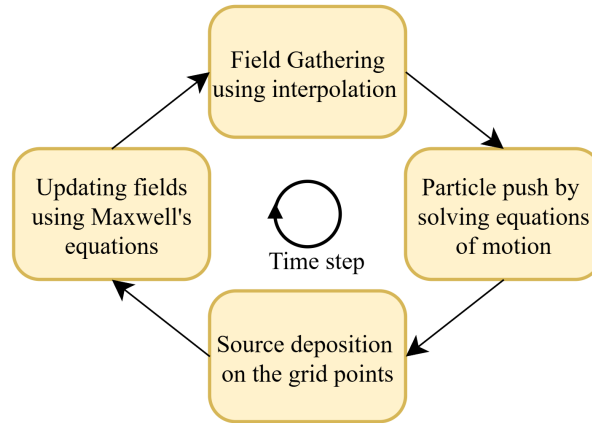 Field Gathering
using interpolation
Particle push by
solving equations
of motion
Source deposition
on the grid points
Updating fields
using Maxwell's
equations
Time step